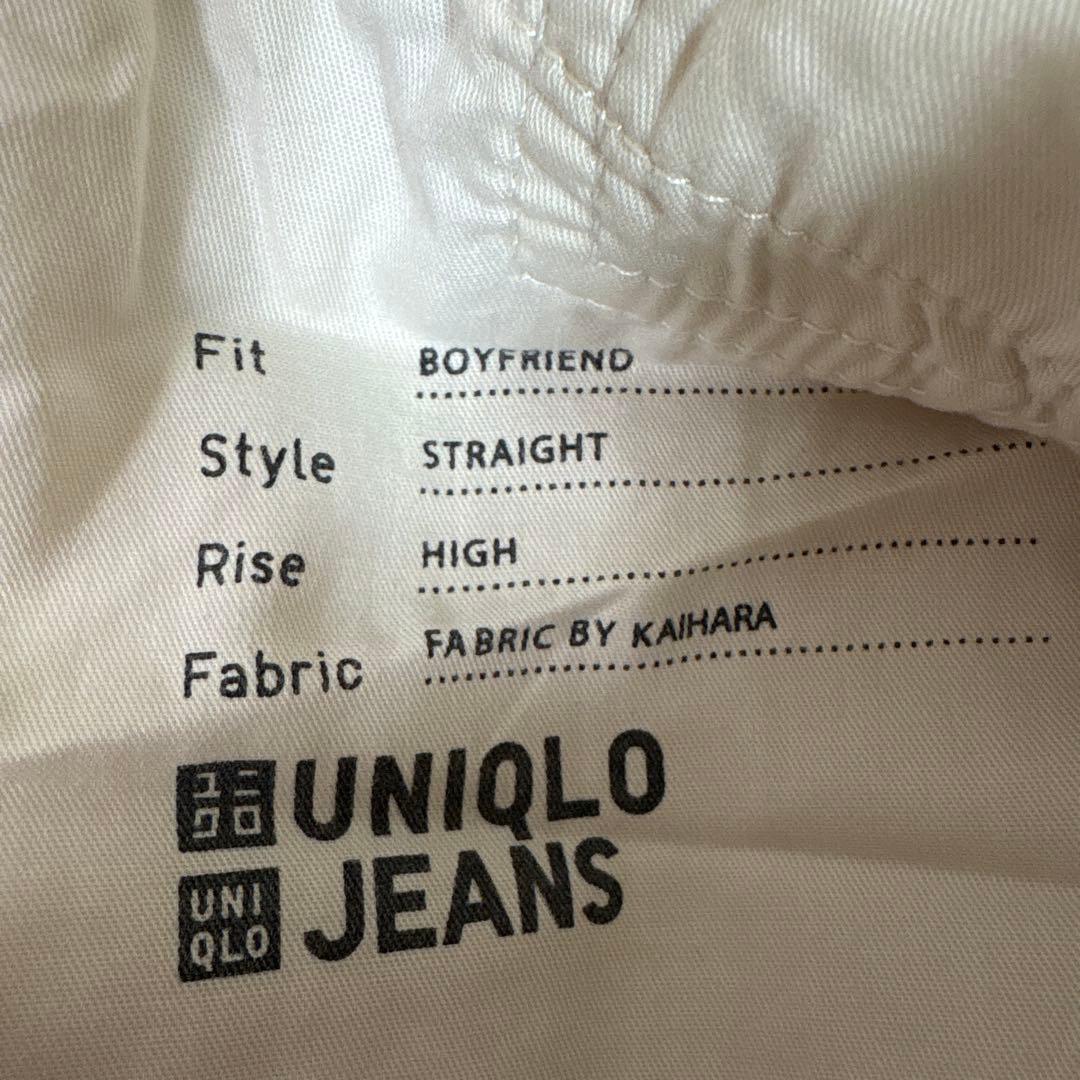 Fit BOYFRIEND
Style STRAIGHT
Rise HIGH
Fabric FABRIC BY KAIHARA
ユニ
クロ
UNIQLO
UNI
QLO
JEANS